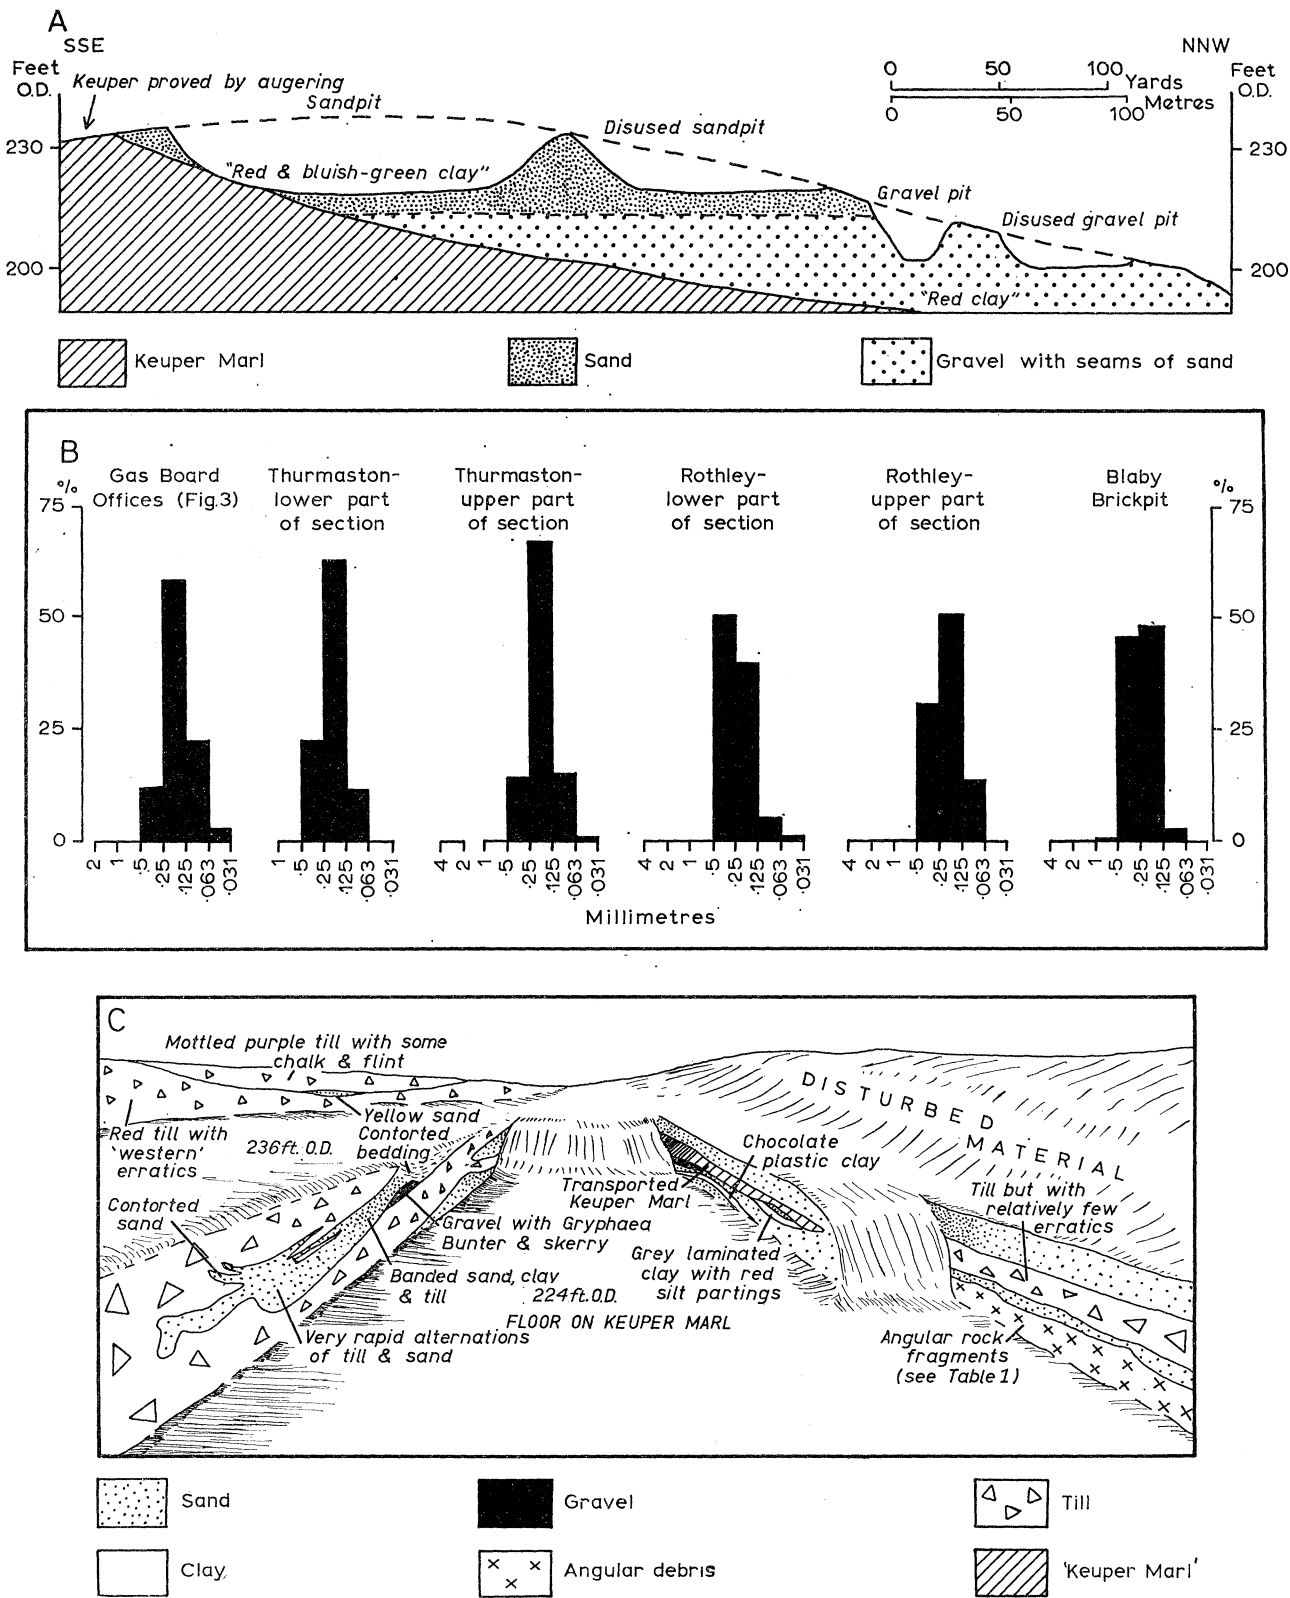 A
SSE
NNW
Feet
O.D.
Keuper proved by augering
Sandpit
0 50 100
Yards
Metres
0 50 100
Feet
O.D.
Disused sandpit
230
230
"Red & bluish-green clay"
Gravel pit
Disused gravel pit
200
200
"Red clay"
Keuper Marl
Sand
Gravel with seams of sand
B
Gas Board
Offices (Fig.3)
Thurmaston-
lower part
of section
Thurmaston-
upper part
of section
Rothley-
lower part
of section
Rothley-
upper part
of section
Blaby
Brickpit
%
75
50
25
0
%
75
50
25
0
2 1 .5 .25 .125 .063 .031
1 .5 .25 .125 .063 .031
4 2 1 .5 .25 .125 .063 .031
4 2 1 .5 .25 .125 .063 .031
4 2 1 .5 .25 .125 .063 .031
4 2 1 .5 .25 .125 .063 .031
Millimetres
C
Mottled purple till with some
chalk & flint
DISTURBED
MATERIAL
Yellow sand
Red till with
'western'
erratics
236ft. O.D.
Contorted
bedding
Chocolate
plastic clay
Transported
Keuper Marl
Till but with
relatively few
erratics
Contorted
sand
Gravel with Gryphaea
Bunter & skerry
Grey laminated
clay with red
silt partings
Banded sand, clay
& till
224ft.O.D.
FLOOR ON KEUPER MARL
Very rapid alternations
of till & sand
Angular rock
fragments
(see Table 1)
Sand
Gravel
Till
Clay
Angular debris
'Keuper Marl'